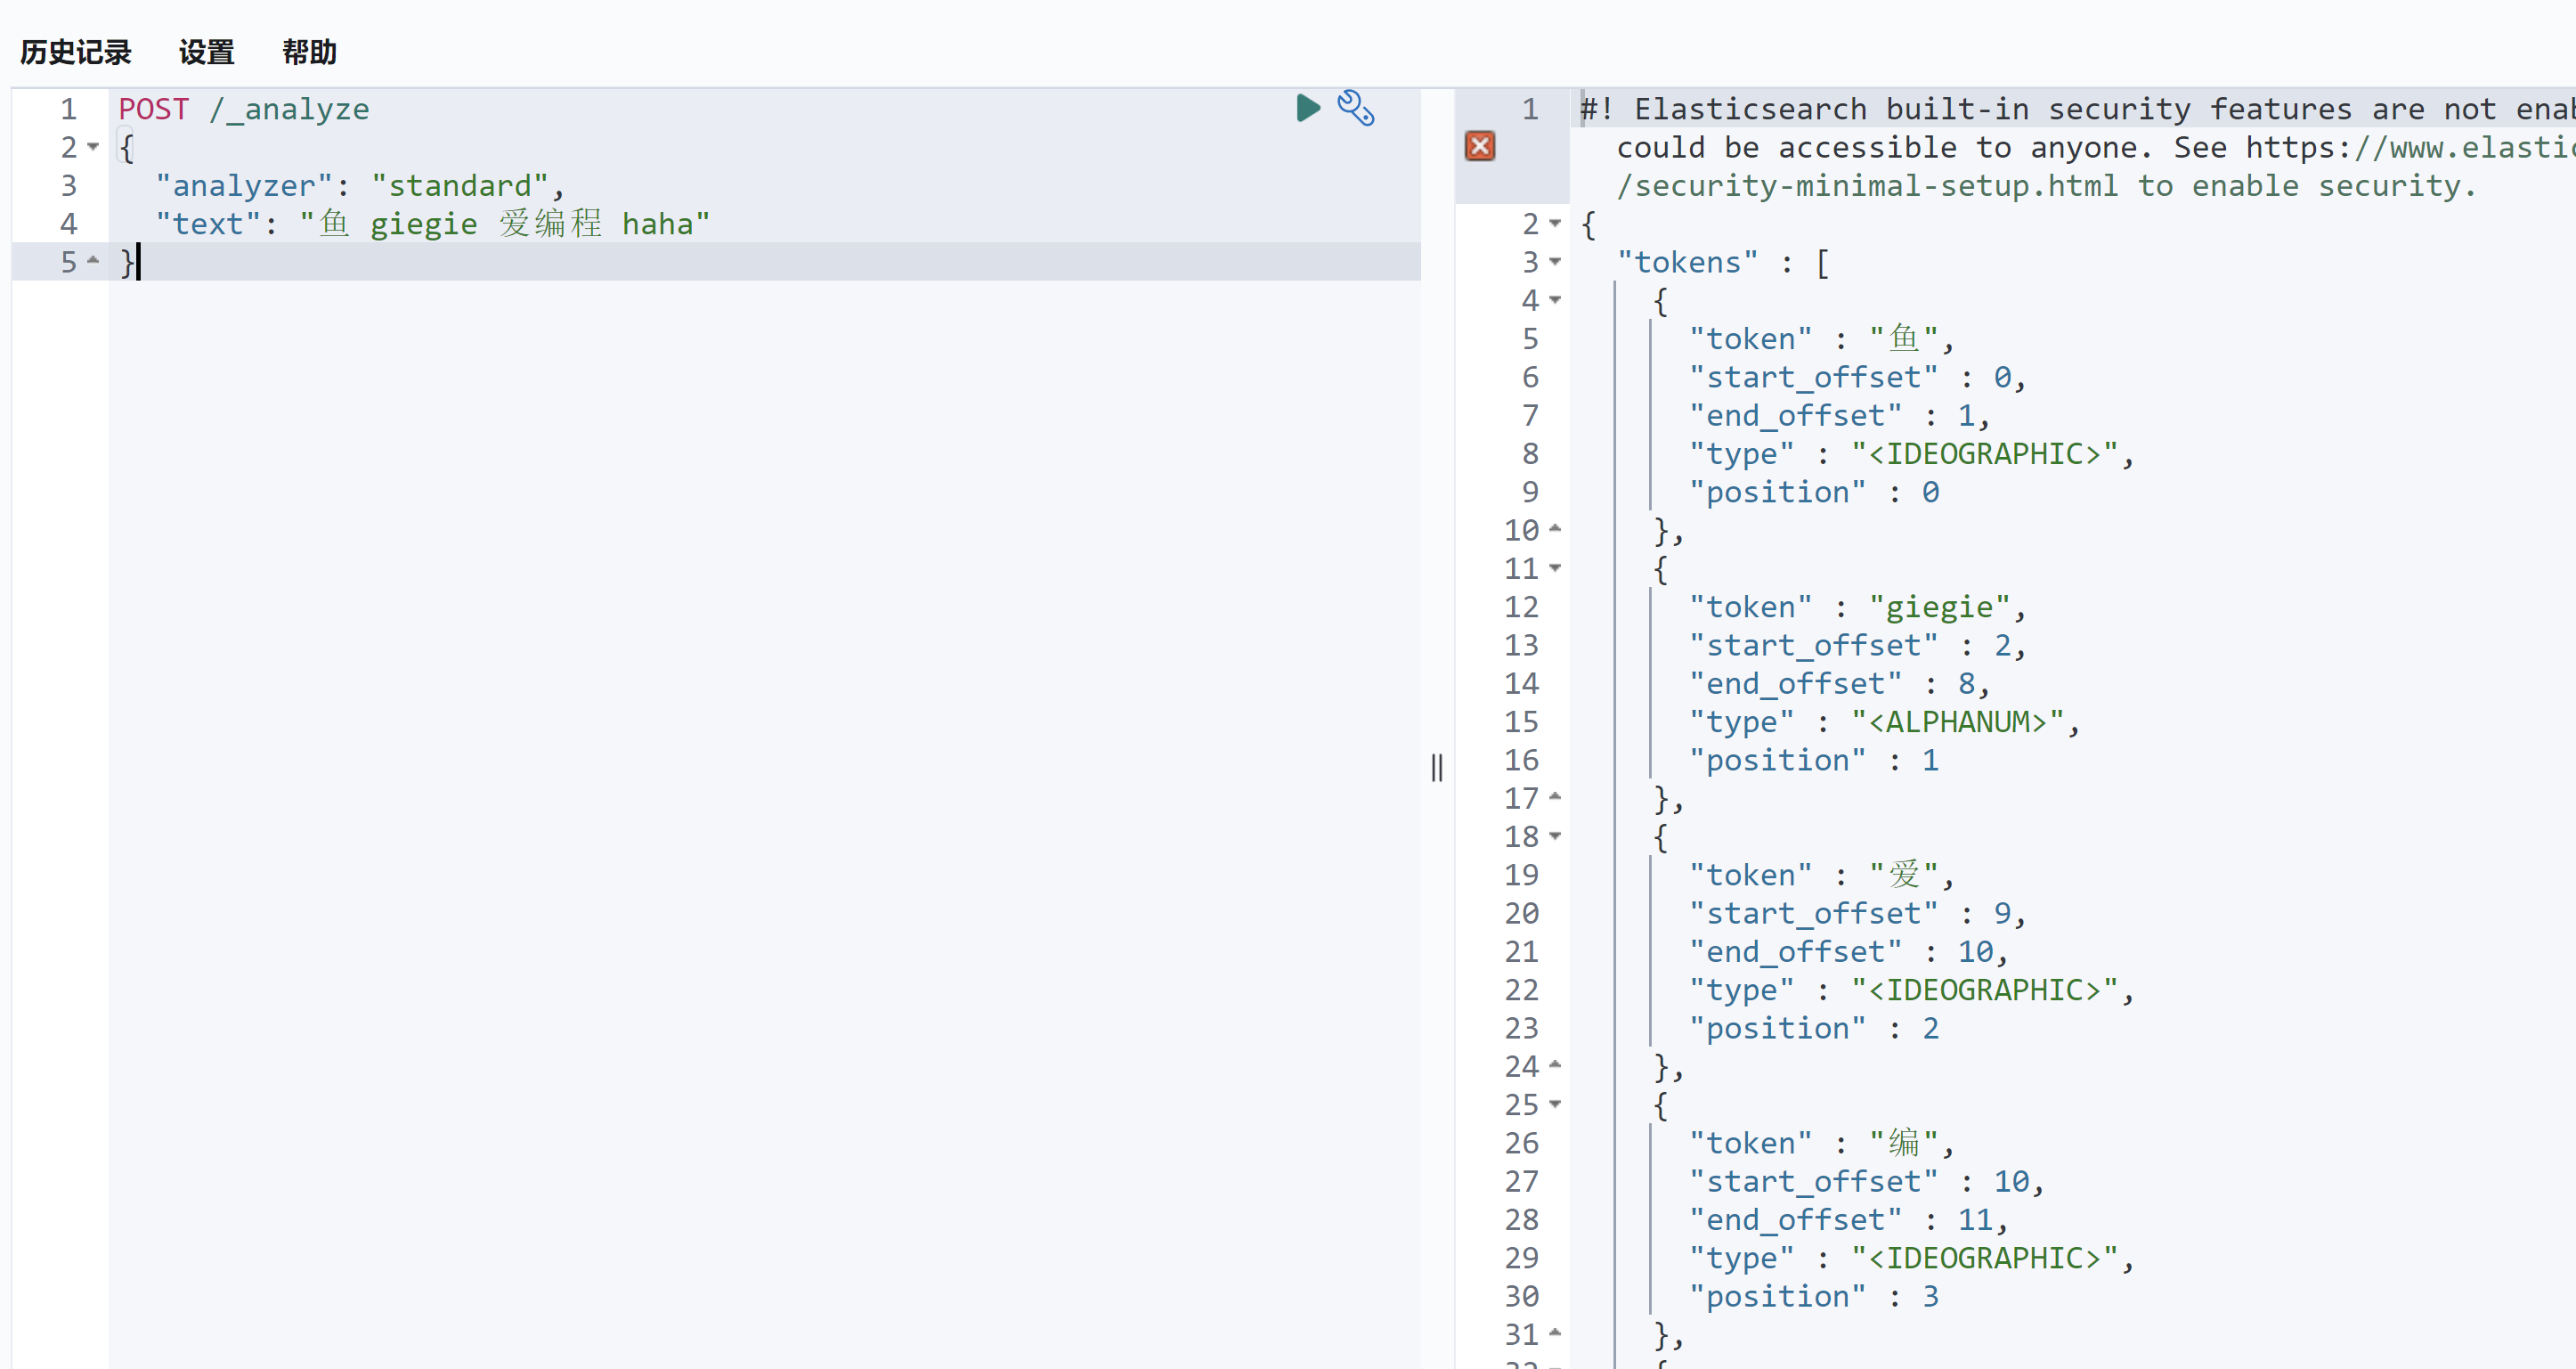 历史记录 设置 帮助
1 POST /_analyze
2 {
3 "analyzer": "standard",
4 "text": "鱼 giegie 爱编程 haha"
5 }
1 #! Elasticsearch built-in security features are not
could be accessible to anyone. See https://www.elastic
/security-minimal-setup.html to enable security.
2 {
3 "tokens" : [
4 {
5 "token" : "鱼",
6 "start_offset" : 0,
7 "end_offset" : 1,
8 "type" : "<IDEOGRAPHIC>",
9 "position" : 0
10 },
11 {
12 "token" : "giegie",
13 "start_offset" : 2,
14 "end_offset" : 8,
15 "type" : "<ALPHANUM>",
16 "position" : 1
17 },
18 {
19 "token" : "爱",
20 "start_offset" : 9,
21 "end_offset" : 10,
22 "type" : "<IDEOGRAPHIC>",
23 "position" : 2
24 },
25 {
26 "token" : "编",
27 "start_offset" : 10,
28 "end_offset" : 11,
29 "type" : "<IDEOGRAPHIC>",
30 "position" : 3
31 },